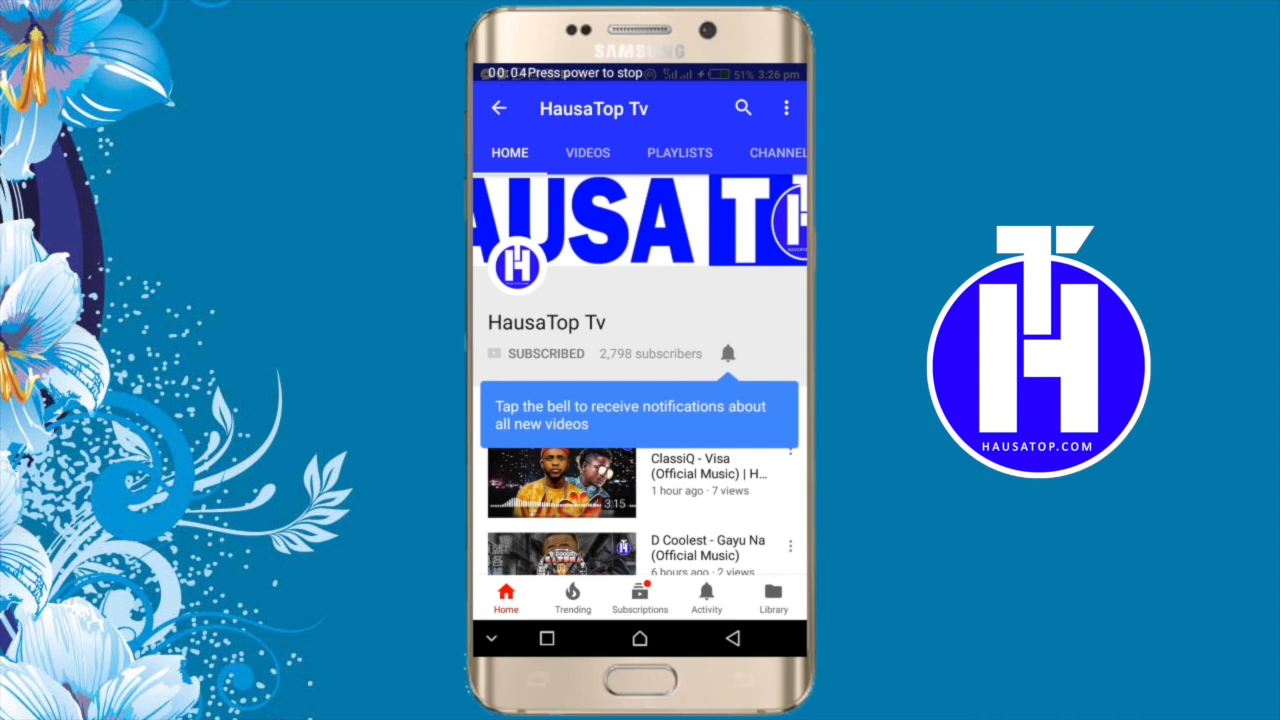 SAMSUNG
00:04Press power to stop
51% 3:26 pm
HausaTop Tv
HOME VIDEOS PLAYLISTS CHANNEL
AUSA T
H
HausaTop Tv
SUBSCRIBED 2,798 subscribers
Tap the bell to receive notifications about
all new videos
ClassiQ - Visa
(Official Music) | H...
1 hour ago · 7 views
3:15
D Coolest - Gayu Na
(Official Music)
6 hours ago · 2 views
Home Trending Subscriptions Activity Library
TH
HAUSATOP.COM